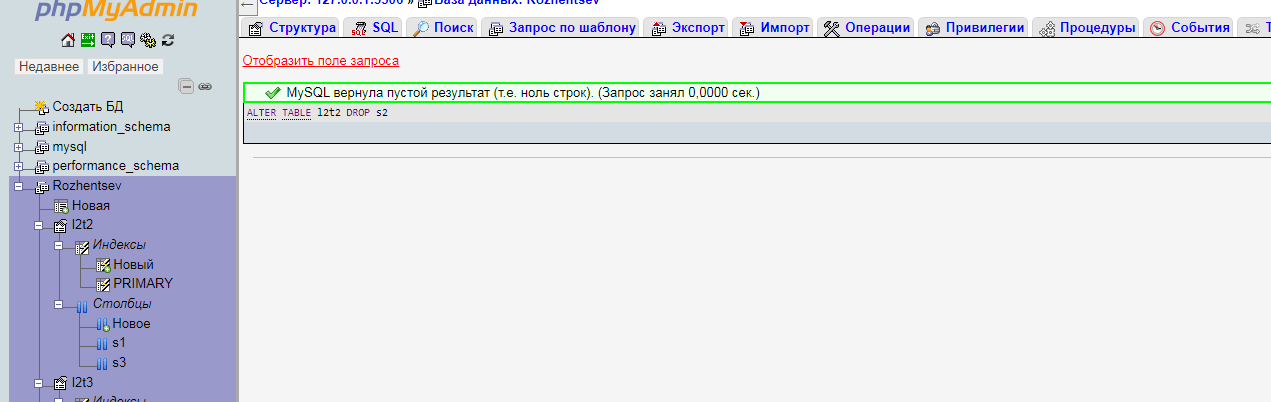 phpMyAdmin
Сервер: 127.0.0.1:3306 » База данных: Rozhentsev
Структура SQL Поиск Запрос по шаблону Экспорт Импорт Операции Привилегии Процедуры События
Недавнее Избранное
Создать БД
information_schema
mysql
performance_schema
Rozhentsev
Новая
l2t2
Индексы
Новый
PRIMARY
Столбцы
Новое
s1
s3
l2t3
Индексы
Отобразить поле запроса
MySQL вернула пустой результат (т.е. ноль строк). (Запрос занял 0,0000 сек.)
ALTER TABLE l2t2 DROP s2